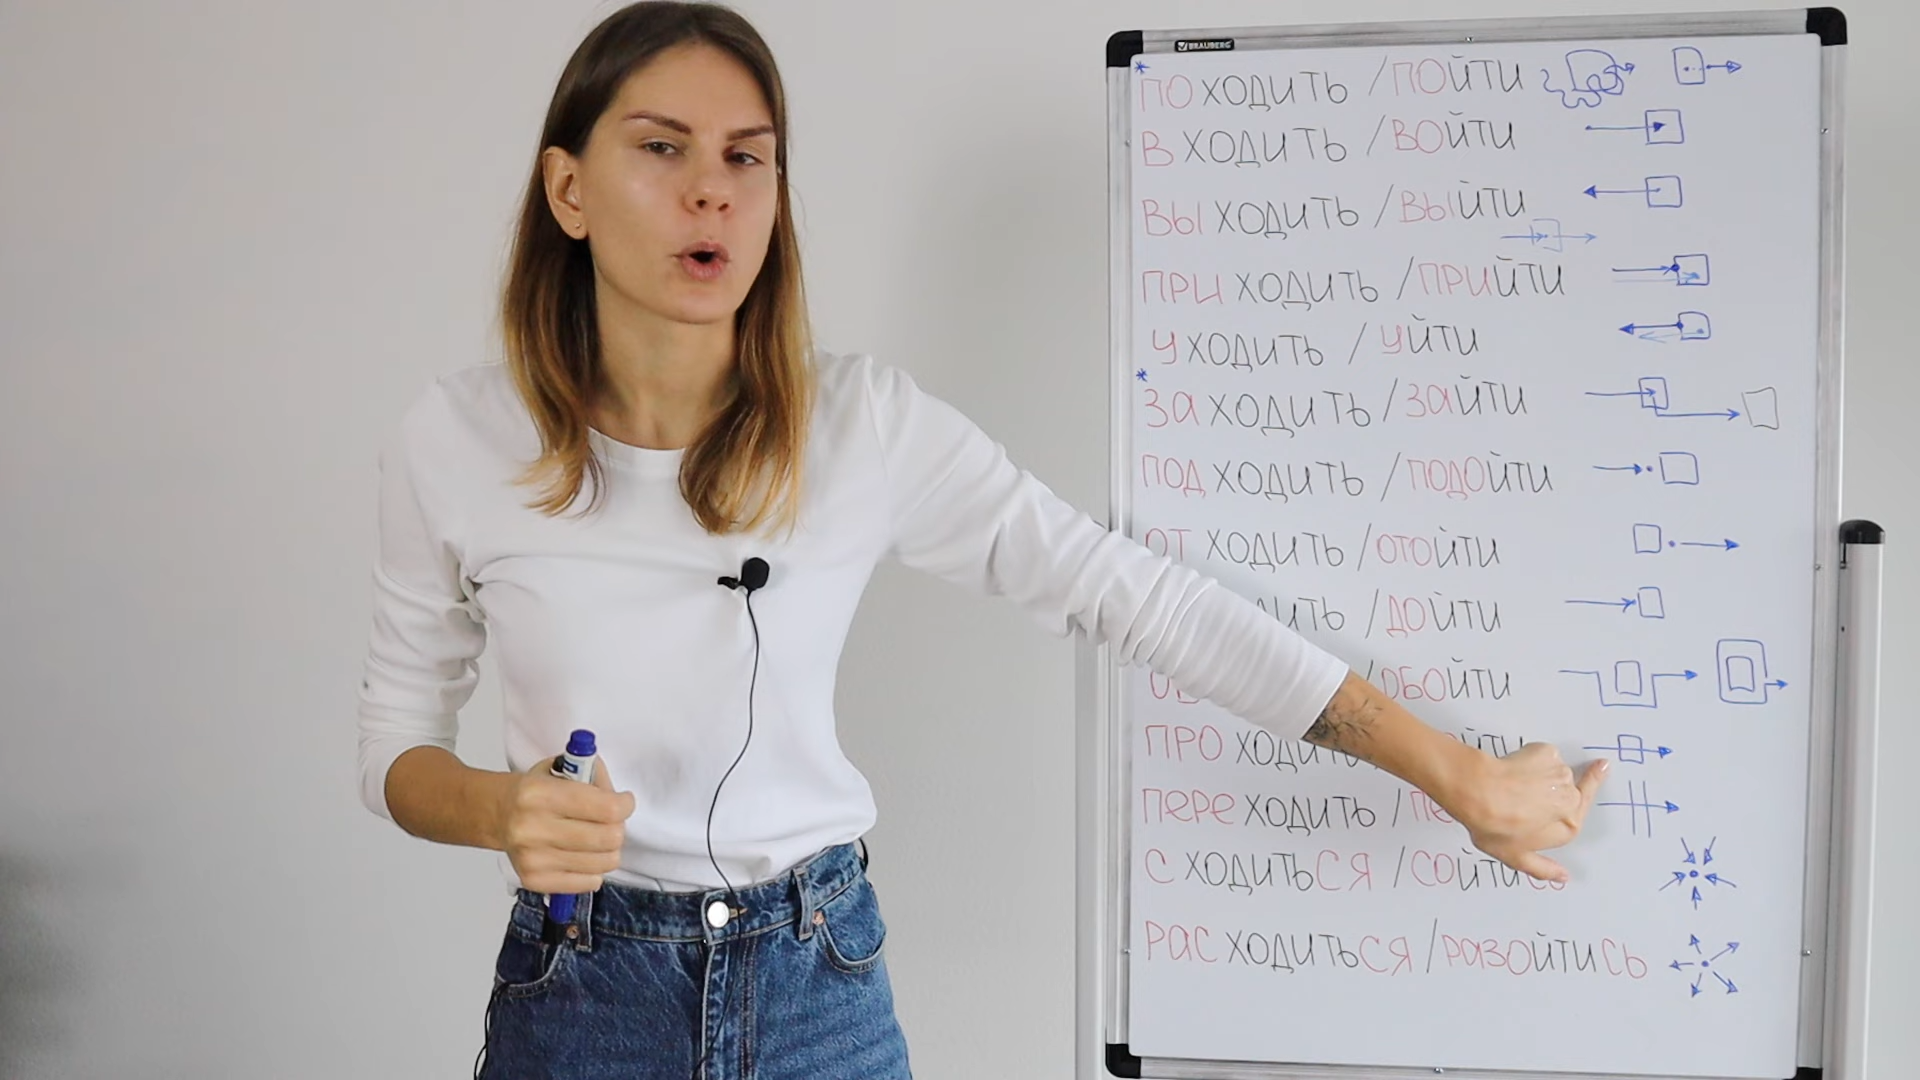 BRAUBERG
*ПОХОДИТЬ / ПОЙТИ
ВХОДИТЬ / ВОЙТИ
ВЫХОДИТЬ / ВЫЙТИ
ПРИХОДИТЬ / ПРИЙТИ
УХОДИТЬ / УЙТИ
*ЗАХОДИТЬ / ЗАЙТИ
ПОДХОДИТЬ / ПОДОЙТИ
ОТХОДИТЬ / ОТОЙТИ
/ ДОЙТИ
/ ОБОЙТИ
ПРОХОДИТЬ
ПЕРЕХОДИТЬ /
СХОДИТЬСЯ / СОЙТИСЬ
РАСХОДИТЬСЯ / РАЗОЙТИСЬ